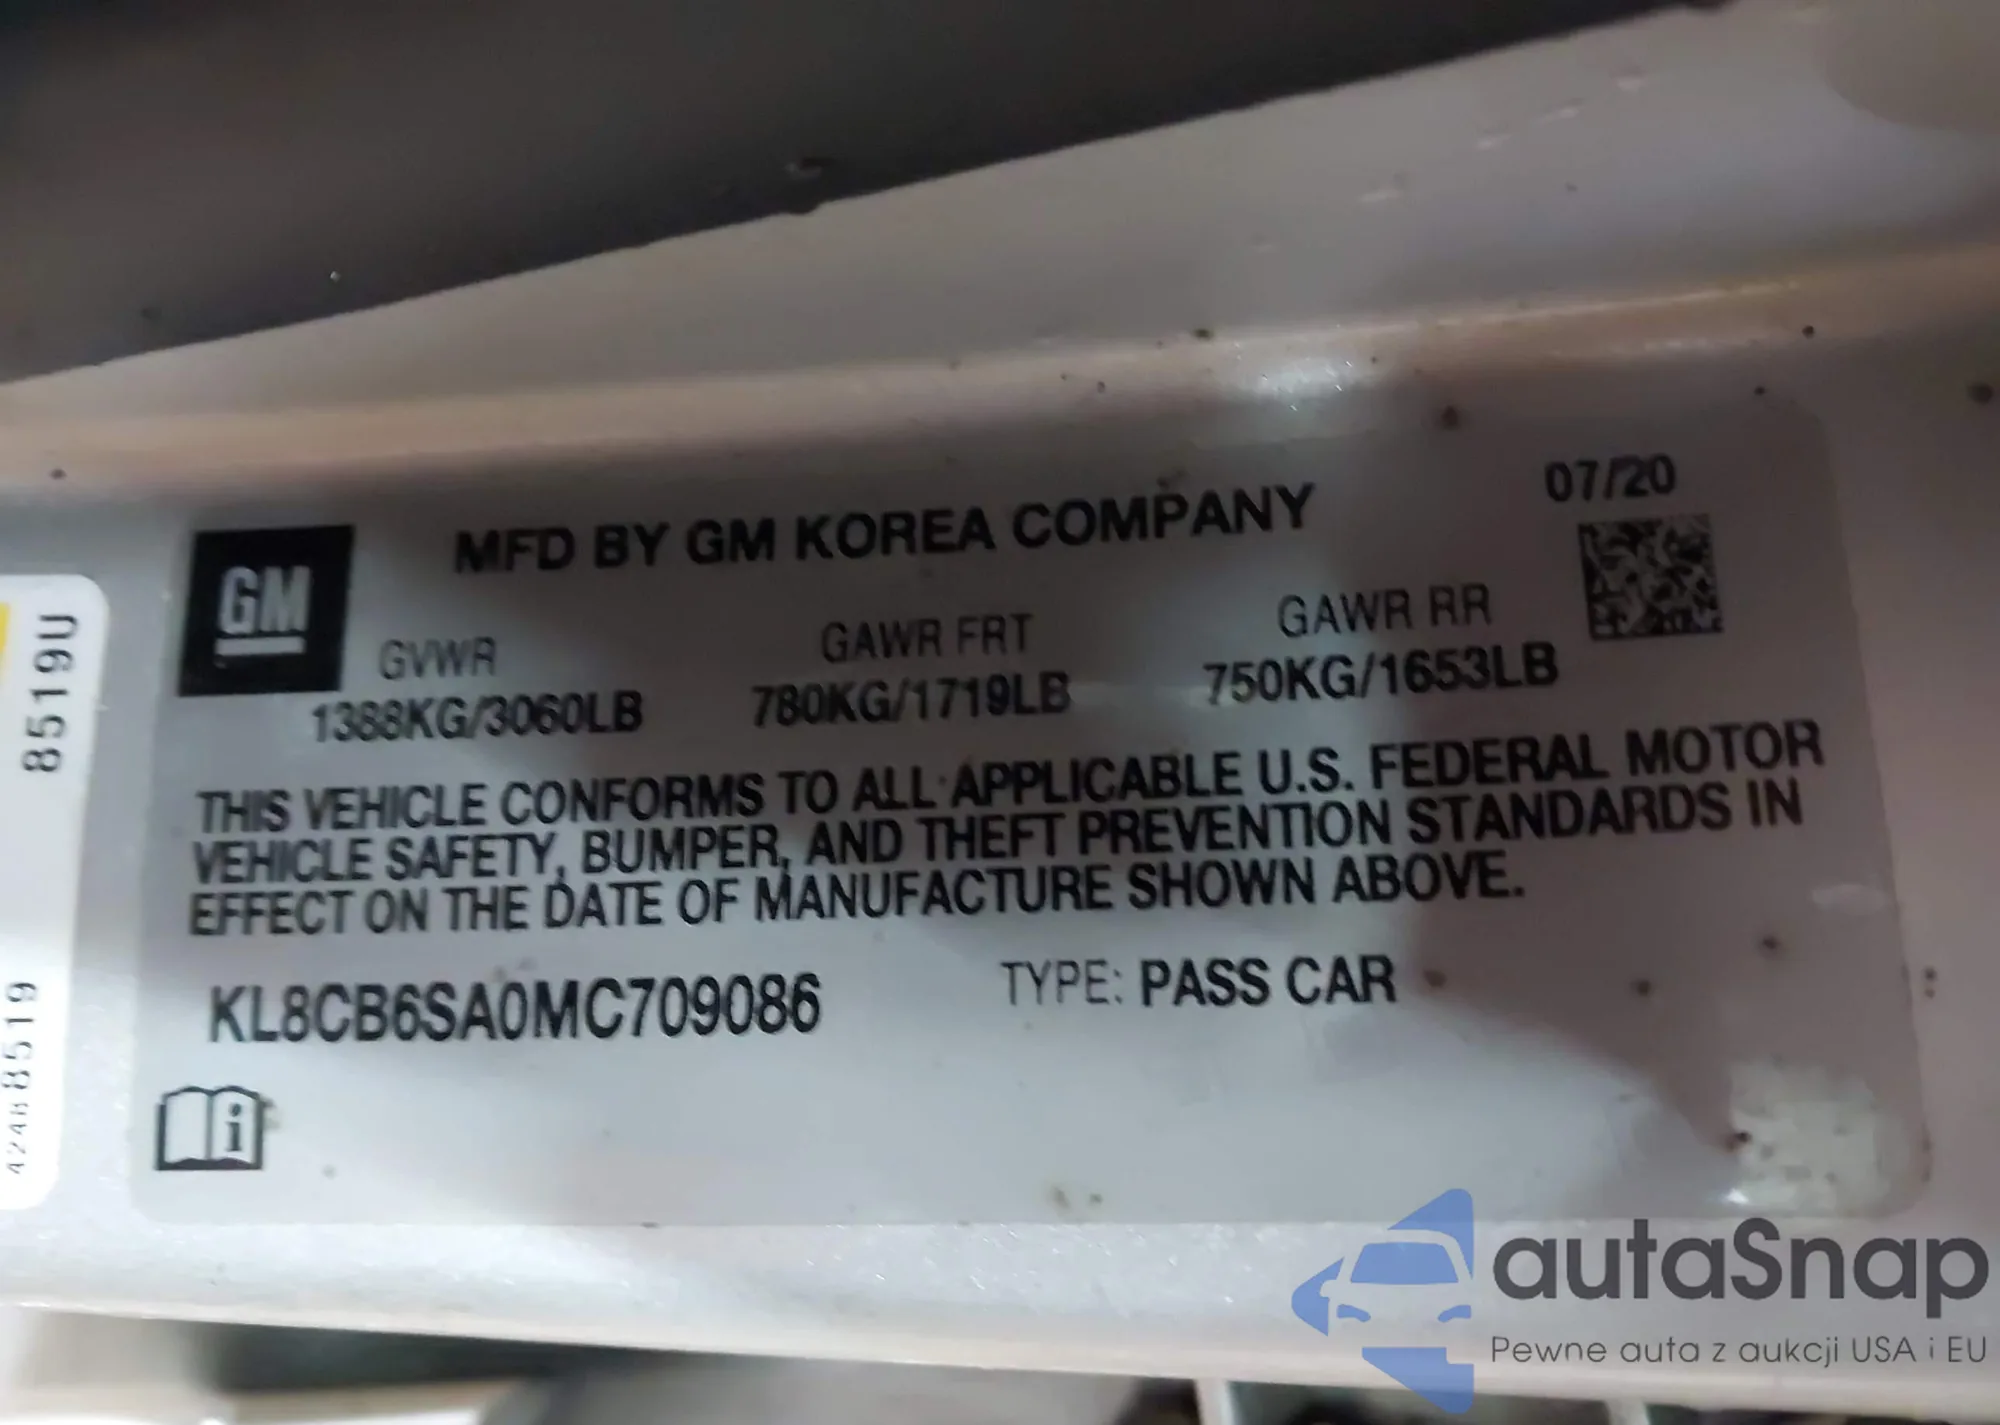 07/20
MFD BY GM KOREA COMPANY
GM
GVWR GAWR FRT GAWR RR
1388KG/3060LB 780KG/1719LB 750KG/1653LB
THIS VEHICLE CONFORMS TO ALL APPLICABLE U.S. FEDERAL MOTOR
VEHICLE SAFETY, BUMPER, AND THEFT PREVENTION STANDARDS IN
EFFECT ON THE DATE OF MANUFACTURE SHOWN ABOVE.
KL8CB6SA0MC709086 TYPE: PASS CAR
i
8519U
42488519
autaSnap
Pewne auta z aukcji USA i EU